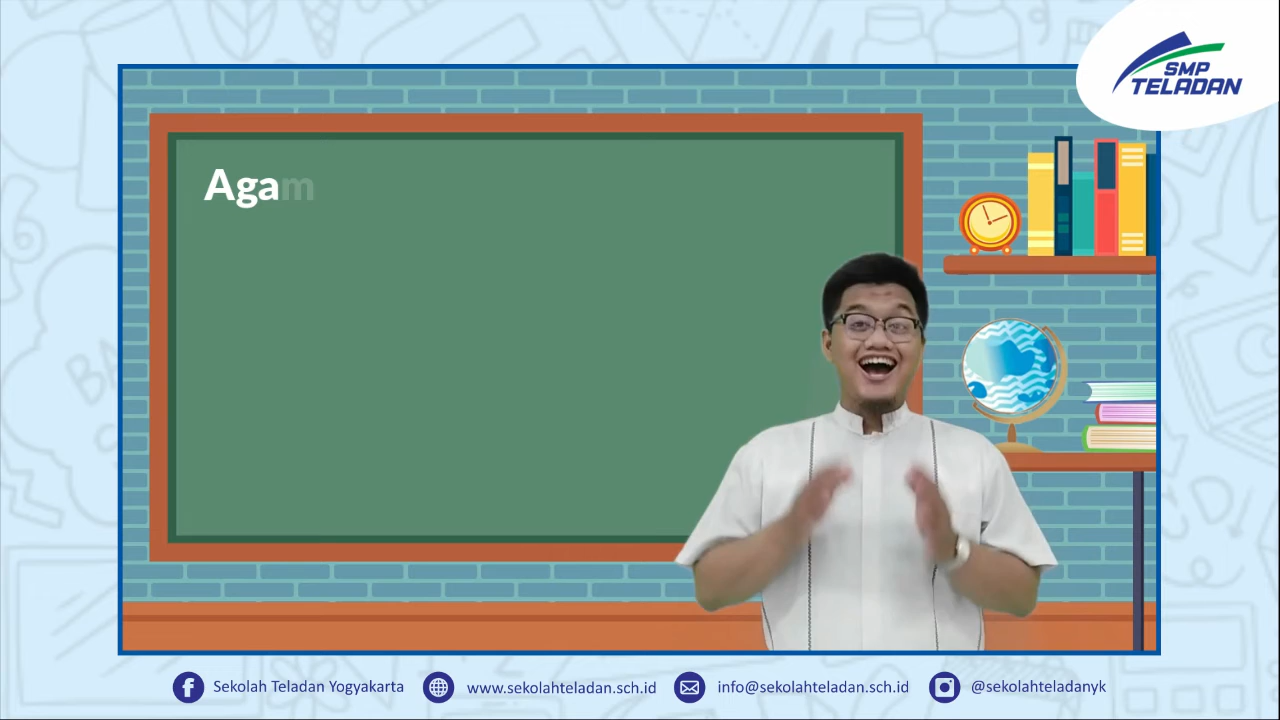 SMP
TELADAN
Agam
Sekolah Teladan Yogyakarta
www.sekolahteladan.sch.id
info@sekolahteladan.sch.id
@sekolahteladanyk